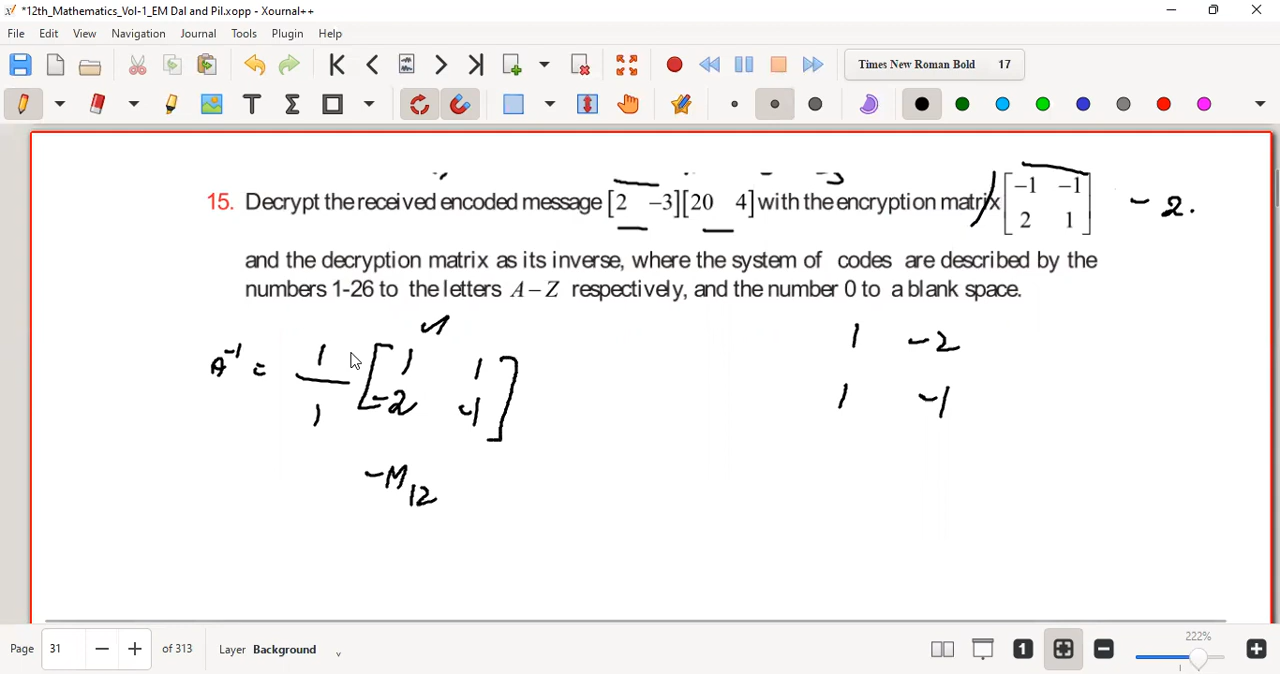 *12th_Mathematics_Vol-1_EM Dal and Pil.xopp - Xournal++
File Edit View Navigation Journal Tools Plugin Help
Times New Roman Bold 17
15. Decrypt the received encoded message [2 −3][20 4] with the encryption matrix [−1 −1 − 2.
2 1]
and the decryption matrix as its inverse, where the system of codes are described by the
numbers 1-26 to the letters A − Z respectively, and the number 0 to a blank space.
1 -2
A⁻¹ = 1/1 [1 1
-2 -1]
1 -1
-M12
Page 31 of 313 Layer Background 222%